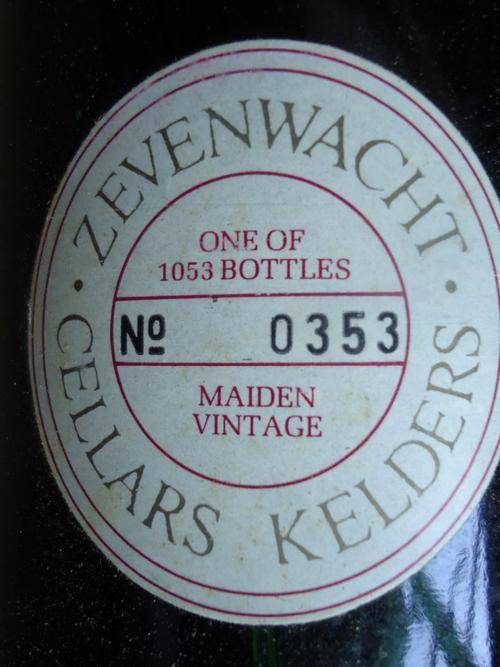 ZEVENWACHT
ONE OF
1053 BOTTLES
Nº 0353
MAIDEN
VINTAGE
CELLARS KELDERS